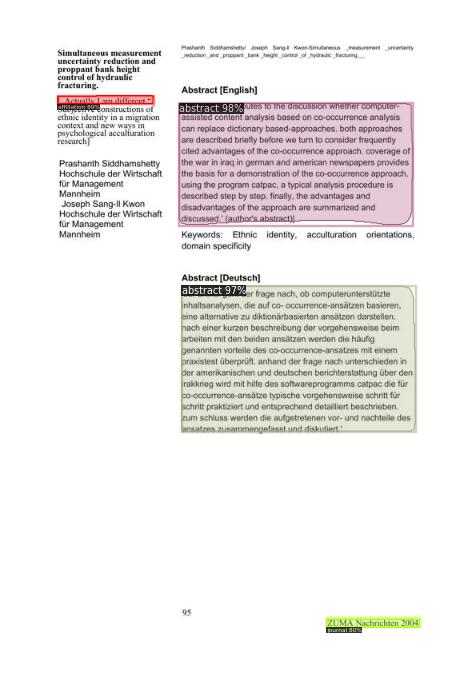 Prashanth Siddhamshetty/ Joseph Sang-Il Kwon-Simultaneous _measurement _uncertainty
_reduction_and _proppant_bank_height _control_of_hydraulic _fracturing.__
Simultaneous measurement
uncertainty reduction and
proppant bank height
control of hydraulic
fracturing.
„Actually I am different.“
affiliation 89%
Subjective constructions of
ethnic identity in a migration
context and new ways in
psychological acculturation
research]
Prashanth Siddhamshetty
Hochschule der Wirtschaft
für Management
Mannheim
Joseph Sang-Il Kwon
Hochschule der Wirtschaft
für Management
Mannheim
Abstract [English]
abstract 98%
utes to the discussion whether computer-
assisted content analysis based on co-occurrence analysis
can replace dictionary based-approaches. both approaches
are described briefly before we turn to consider frequently
cited advantages of the co-occurrence approach. coverage of
the war in iraq in german and american newspapers provides
the basis for a demonstration of the co-occurrence approach.
using the program catpac, a typical analysis procedure is
described step by step. finally, the advantages and
disadvantages of the approach are summarized and
discussed.' (author's abstract)|
Keywords: Ethnic identity, acculturation orientations,
domain specificity
Abstract [Deutsch]
abstract 97%
der frage nach, ob computerunterstützte
inhaltsanalysen, die auf co- occurrence-ansätzen basieren,
eine alternative zu diktionärbasierten ansätzen darstellen.
nach einer kurzen beschreibung der vorgehensweise beim
arbeiten mit den beiden ansätzen werden die häufig
genannten vorteile des co-occurrence-ansatzes mit einem
praxistest überprüft. anhand der frage nach unterschieden in
der amerikanischen und deutschen berichterstattung über den
irakkrieg wird mit hilfe des softwareprogramms catpac die für
co-occurrence-ansätze typische vorgehensweise schritt für
schritt praktiziert und entsprechend detailliert beschrieben.
zum schluss werden die aufgetretenen vor- und nachteile des
ansatzes zusammengefasst und diskutiert.'
95
ZUMA Nachrichten 2004
journal 80%